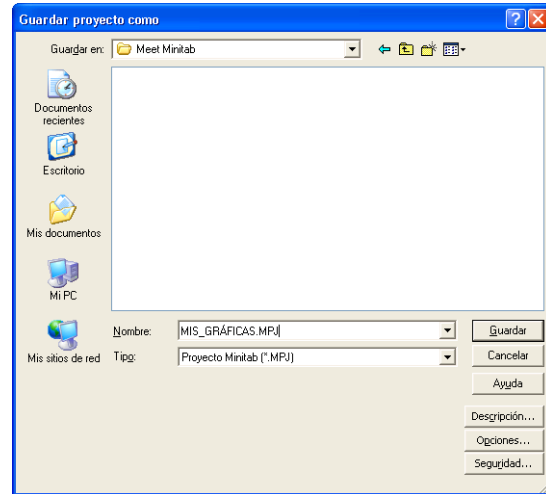 Guardar proyecto como
Guardar en: Meet Minitab
Documentos
recientes
Escritorio
Mis documentos
Mi PC
Mis sitios de red
Nombre: MIS_GRÁFICAS.MPJ Guardar
Tipo: Proyecto Minitab (*.MPJ) Cancelar
Ayuda
Descripción...
Opciones...
Seguridad...